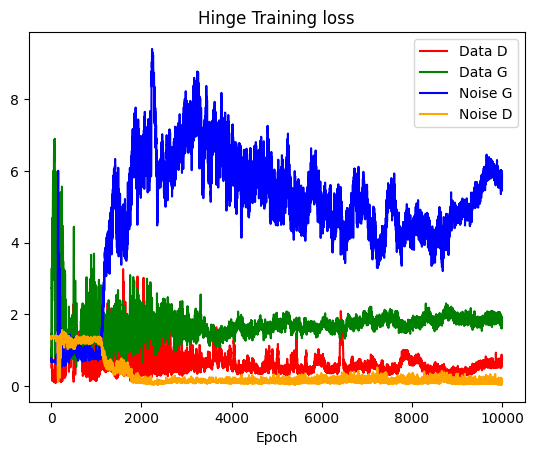 Hinge Training loss
Data D
Data G
Noise G
Noise D
8
6
4
2
0
0 2000 4000 6000 8000 10000
Epoch